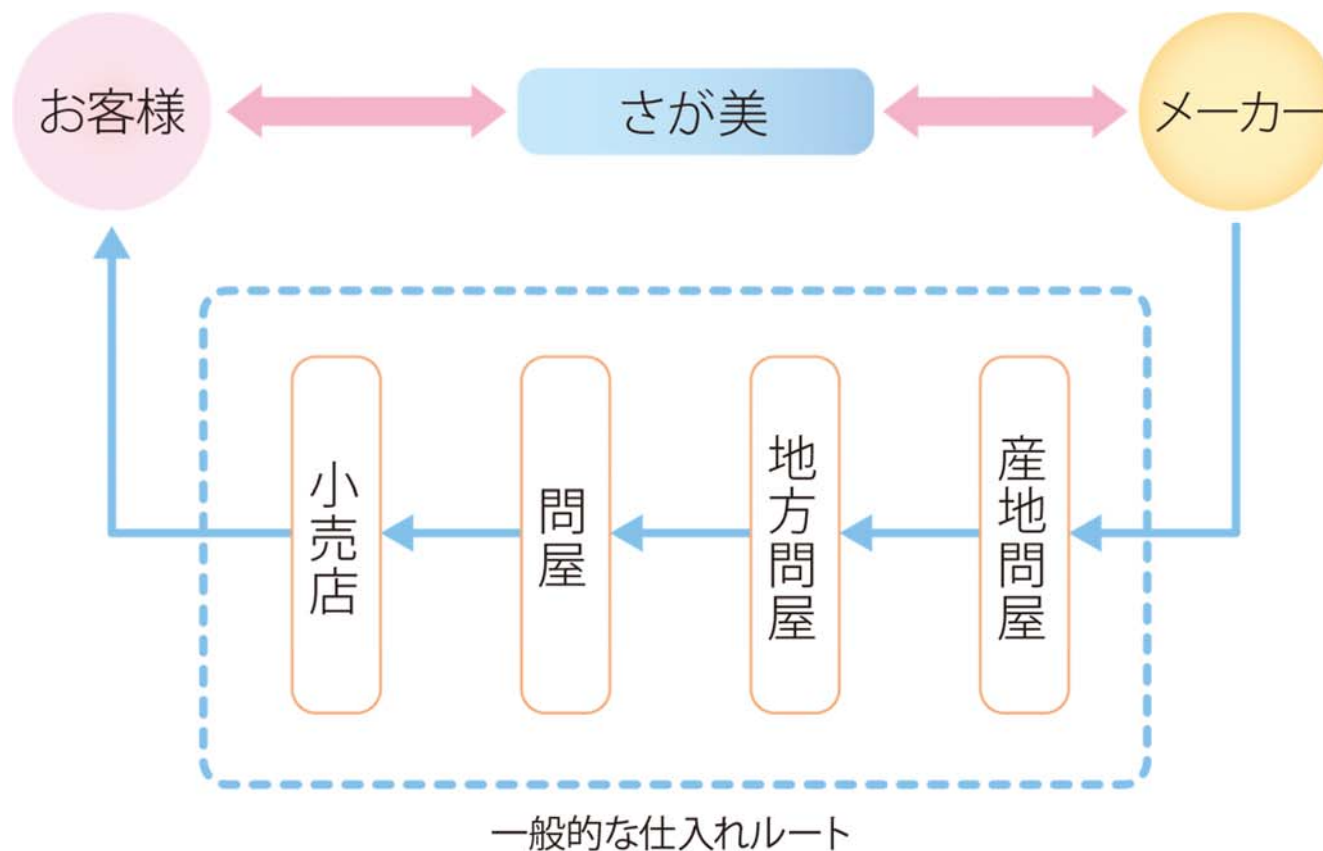 お客様
さが美
メーカー
小売店
問屋
地方問屋
産地問屋
一般的な仕入れルート